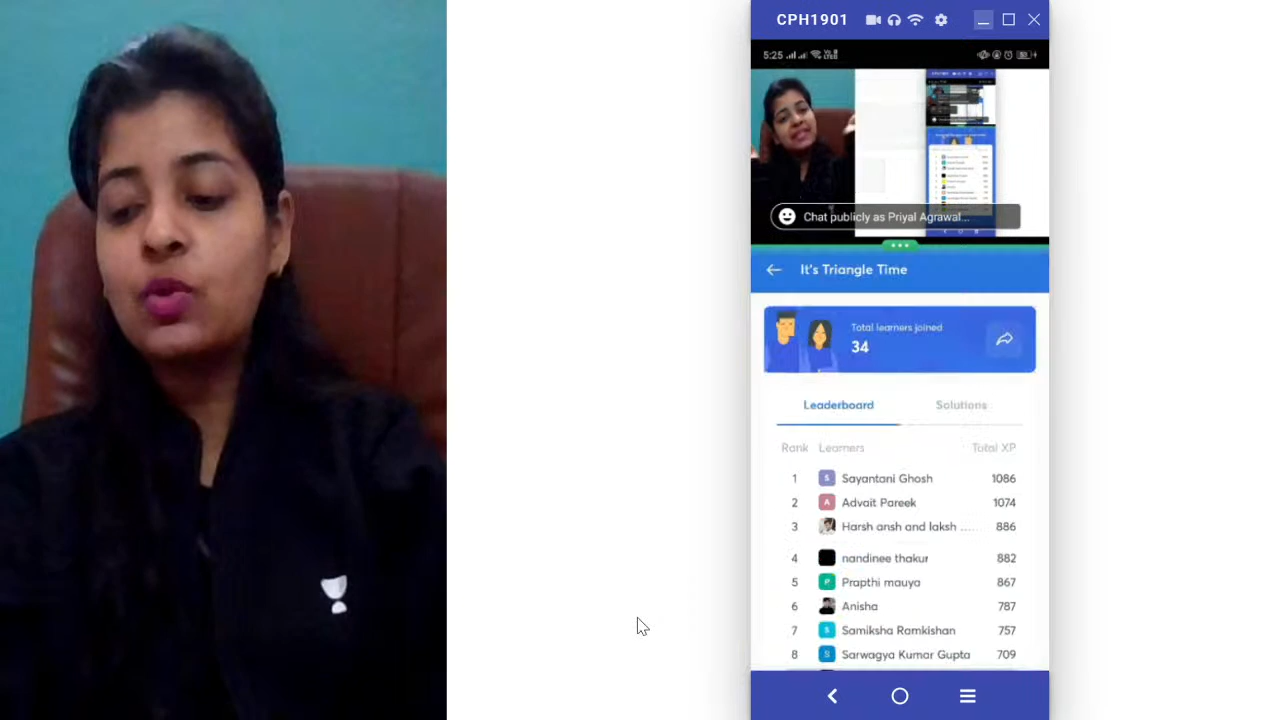 CPH1901
5:25
Chat publicly as Priyal Agrawal...
It's Triangle Time
Total learners joined
34
Leaderboard Solutions
Rank Learners Total XP
1 S Sayantani Ghosh 1086
2 A Advait Pareek 1074
3 Harsh ansh and laksh ..... 886
4 nandinee thakur 882
5 P Prapthi mauya 867
6 Anisha 787
7 S Samiksha Ramkishan 757
8 S Sarwagya Kumar Gupta 709